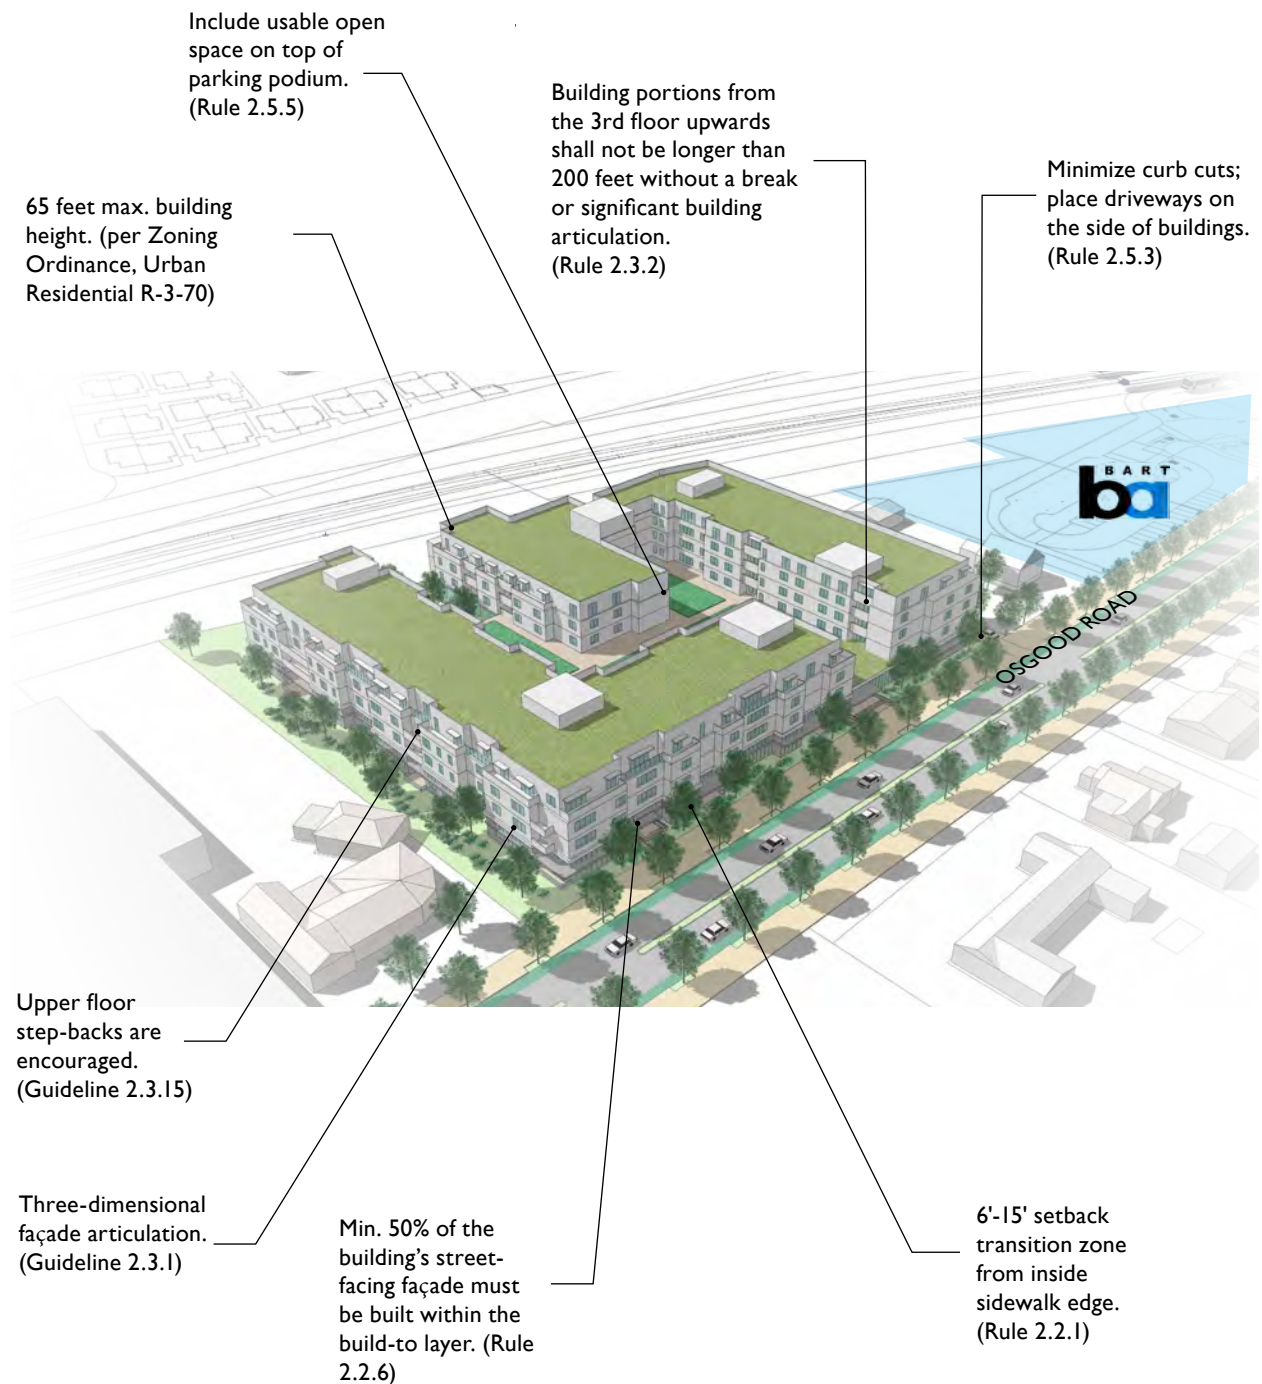 Include usable open
space on top of
parking podium.
(Rule 2.5.5)
Building portions from
the 3rd floor upwards
shall not be longer than
200 feet without a break
or significant building
articulation.
(Rule 2.3.2)
Minimize curb cuts;
place driveways on
the side of buildings.
(Rule 2.5.3)
65 feet max. building
height. (per Zoning
Ordinance, Urban
Residential R-3-70)
BART
ba
OSGOOD ROAD
Upper floor
step-backs are
encouraged.
(Guideline 2.3.15)
Three-dimensional
façade articulation.
(Guideline 2.3.1)
Min. 50% of the
building’s street-
facing façade must
be built within the
build-to layer. (Rule
2.2.6)
6'-15' setback
transition zone
from inside
sidewalk edge.
(Rule 2.2.1)